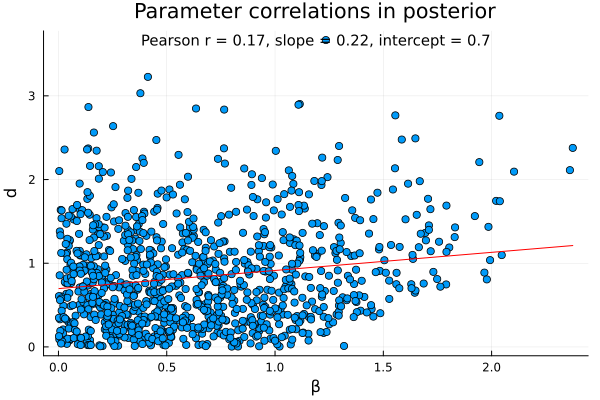 Parameter correlations in posterior
Pearson r = 0.17, slope = 0.22, intercept = 0.7
3
2
1
0
d
0.0 0.5 1.0 1.5 2.0
β